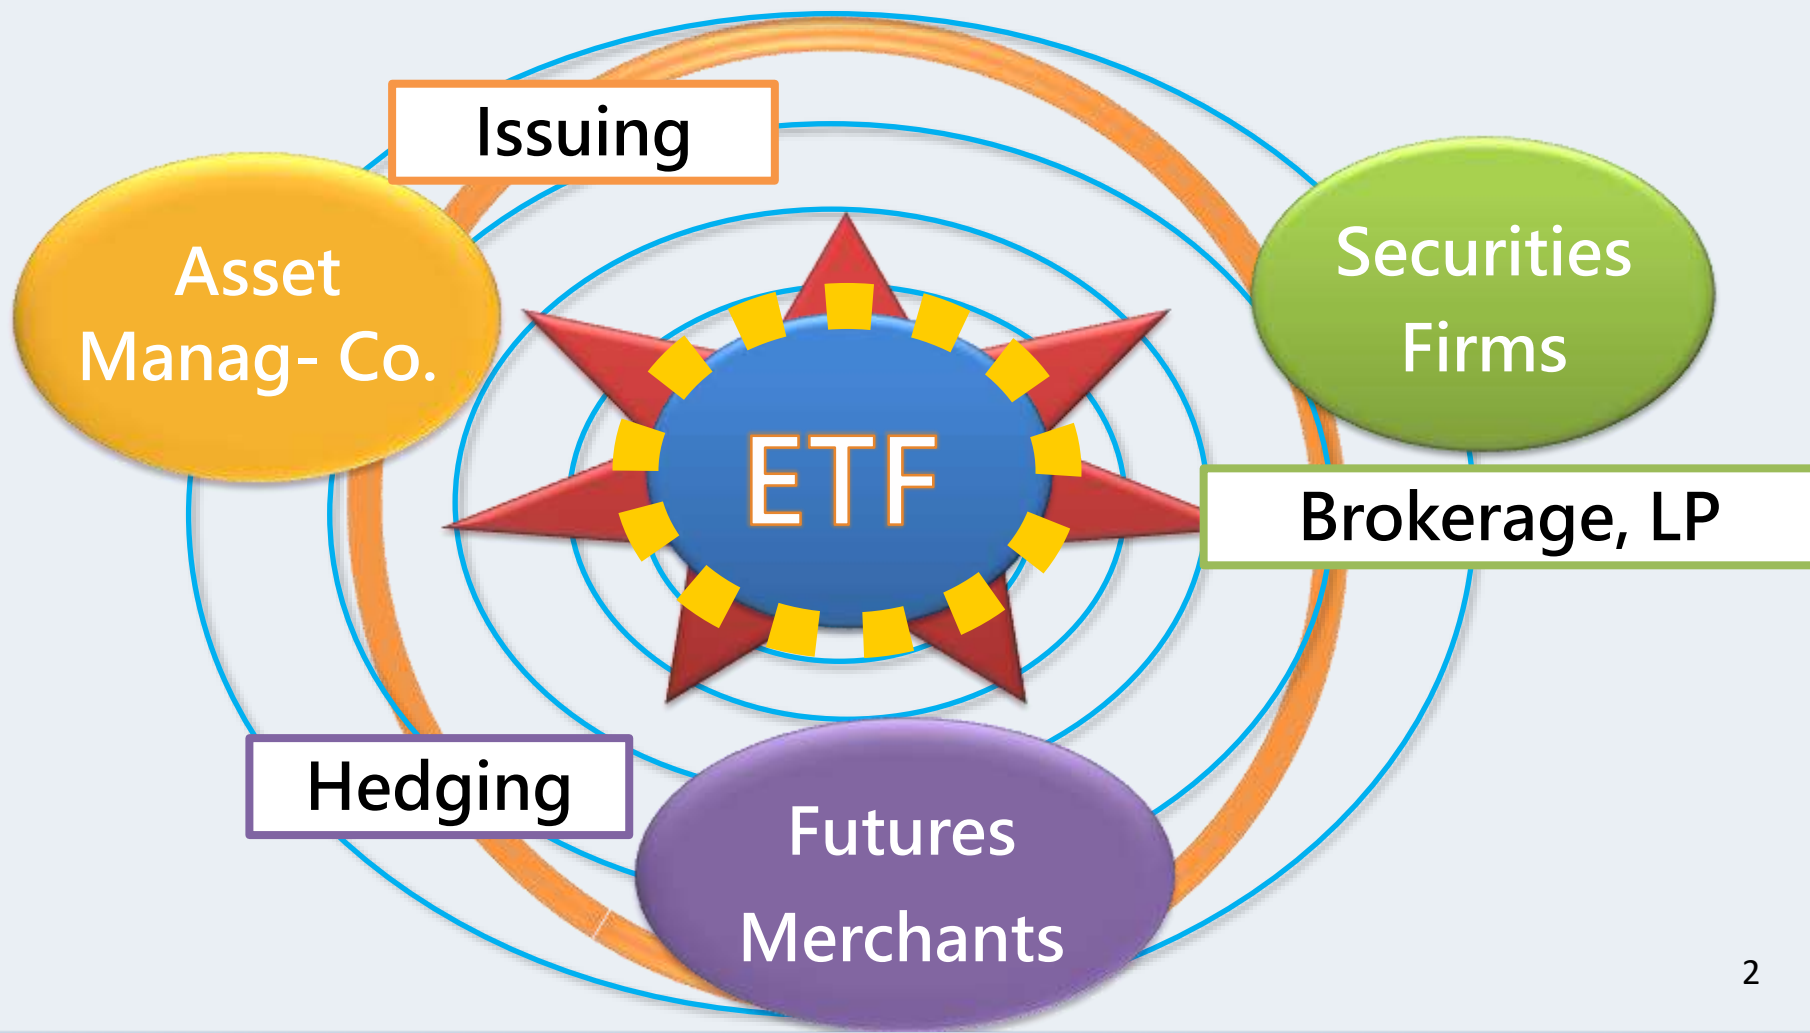 Issuing
Asset
Manag- Co.
Securities
Firms
ETF
Brokerage, LP
Hedging
Futures
Merchants
2